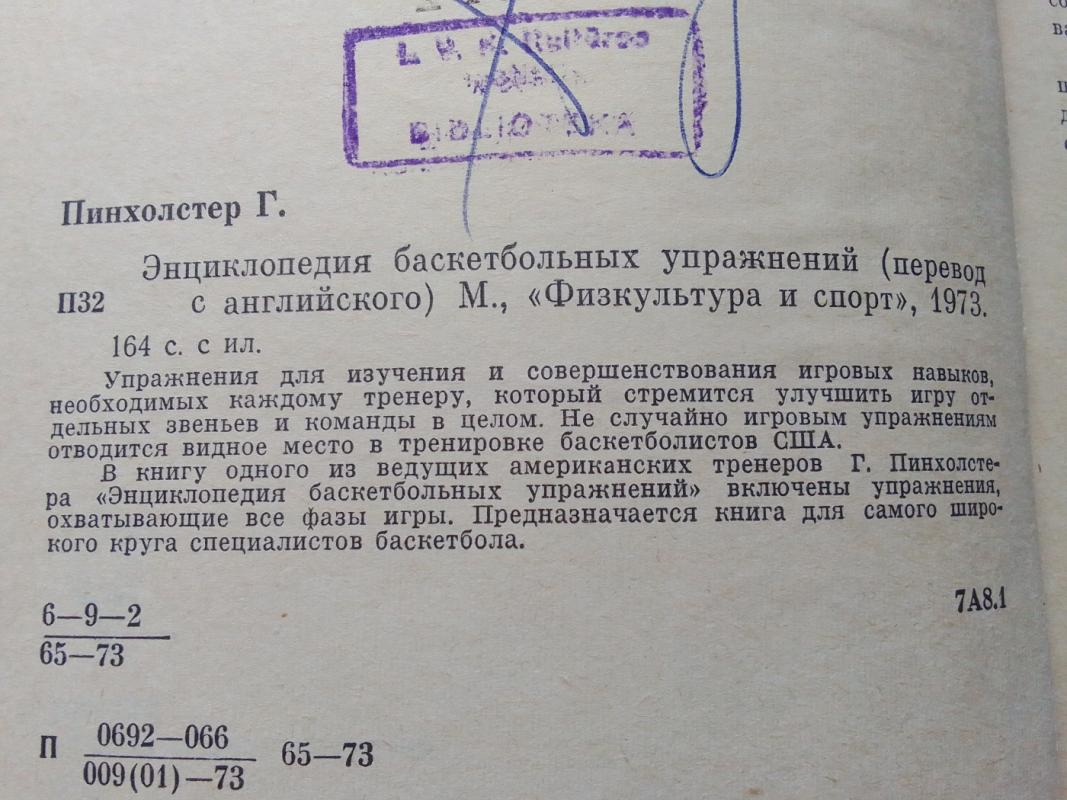 BIBLIOTEKA
Пинхолстер Г.
Энциклопедия баскетбольных упражнений (перевод
П32 с английского) М., «Физкультура и спорт», 1973.
164 с. с ил.
Упражнения для изучения и совершенствования игровых навыков,
необходимых каждому тренеру, который стремится улучшить игру от-
дельных звеньев и команды в целом. Не случайно игровым упражнениям
отводится видное место в тренировке баскетболистов США.
В книгу одного из ведущих американских тренеров Г. Пинхолсте-
ра «Энциклопедия баскетбольных упражнений» включены упражнения,
охватывающие все фазы игры. Предназначается книга для самого широ-
кого круга специалистов баскетбола.
7А8.1
6—9—2
65—73
П 0692—066 65—73
009(01)—73